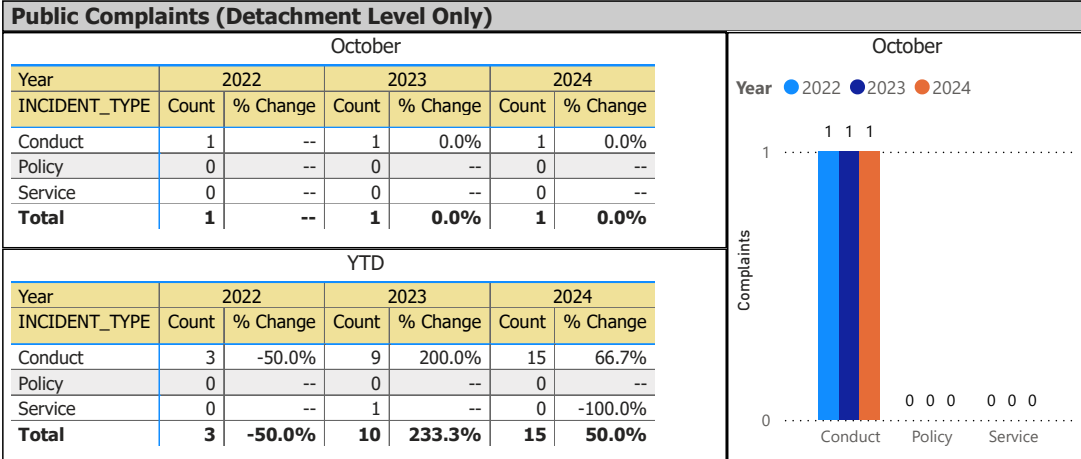 Public Complaints (Detachment Level Only)
October
Year 2022 2023 2024
INCIDENT_TYPE Count % Change Count % Change Count % Change
Conduct 1 -- 1 0.0% 1 0.0%
Policy 0 -- 0 -- 0 --
Service 0 -- 0 -- 0 --
Total 1 -- 1 0.0% 1 0.0%
YTD
Year 2022 2023 2024
INCIDENT_TYPE Count % Change Count % Change Count % Change
Conduct 3 -50.0% 9 200.0% 15 66.7%
Policy 0 -- 0 -- 0 --
Service 0 -- 1 -- 0 -100.0%
Total 3 -50.0% 10 233.3% 15 50.0%
October
Year 2022 2023 2024
1 1 1
1
Complaints
0 0 0 0 0 0
0
Conduct Policy Service